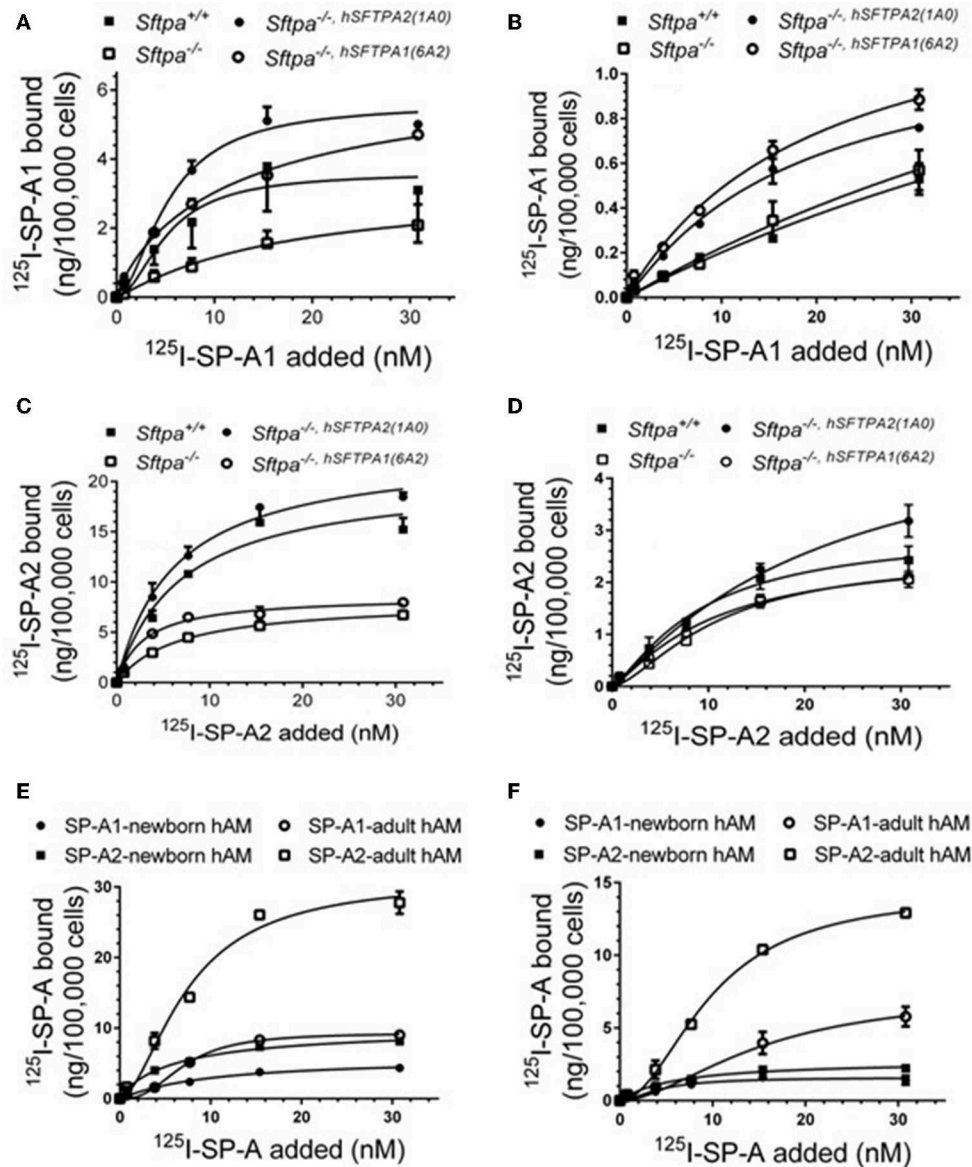 A
Sftpa+/+ Sftpa-/-, hSFTPA2(1A0)
Sftpa-/- Sftpa-/-, hSFTPA1(6A2)
125I-SP-A1 bound
(ng/100,000 cells)
6
4
2
0
0 10 20 30
125I-SP-A1 added (nM)
B
Sftpa+/+ Sftpa-/-, hSFTPA2(1A0)
Sftpa-/- Sftpa-/-, hSFTPA1(6A2)
125I-SP-A1 bound
(ng/100,000 cells)
1.0
0.8
0.6
0.4
0.2
0.0
0 10 20 30
125I-SP-A1 added (nM)
C
Sftpa+/+ Sftpa-/-, hSFTPA2(1A0)
Sftpa-/- Sftpa-/-, hSFTPA1(6A2)
125I-SP-A2 bound
(ng/100,000 cells)
20
15
10
5
0
0 10 20 30
125I-SP-A2 added (nM)
D
Sftpa+/+ Sftpa-/-, hSFTPA2(1A0)
Sftpa-/- Sftpa-/-, hSFTPA1(6A2)
125I-SP-A2 bound
(ng/100,000 cells)
4
3
2
1
0
0 10 20 30
125I-SP-A2 added (nM)
E
SP-A1-newborn hAM SP-A1-adult hAM
SP-A2-newborn hAM SP-A2-adult hAM
125I-SP-A bound
(ng/100,000 cells)
30
20
10
0
0 10 20 30
125I-SP-A added (nM)
F
SP-A1-newborn hAM SP-A1-adult hAM
SP-A2-newborn hAM SP-A2-adult hAM
125I-SP-A bound
(ng/100,000 cells)
15
10
5
0
0 10 20 30
125I-SP-A added (nM)